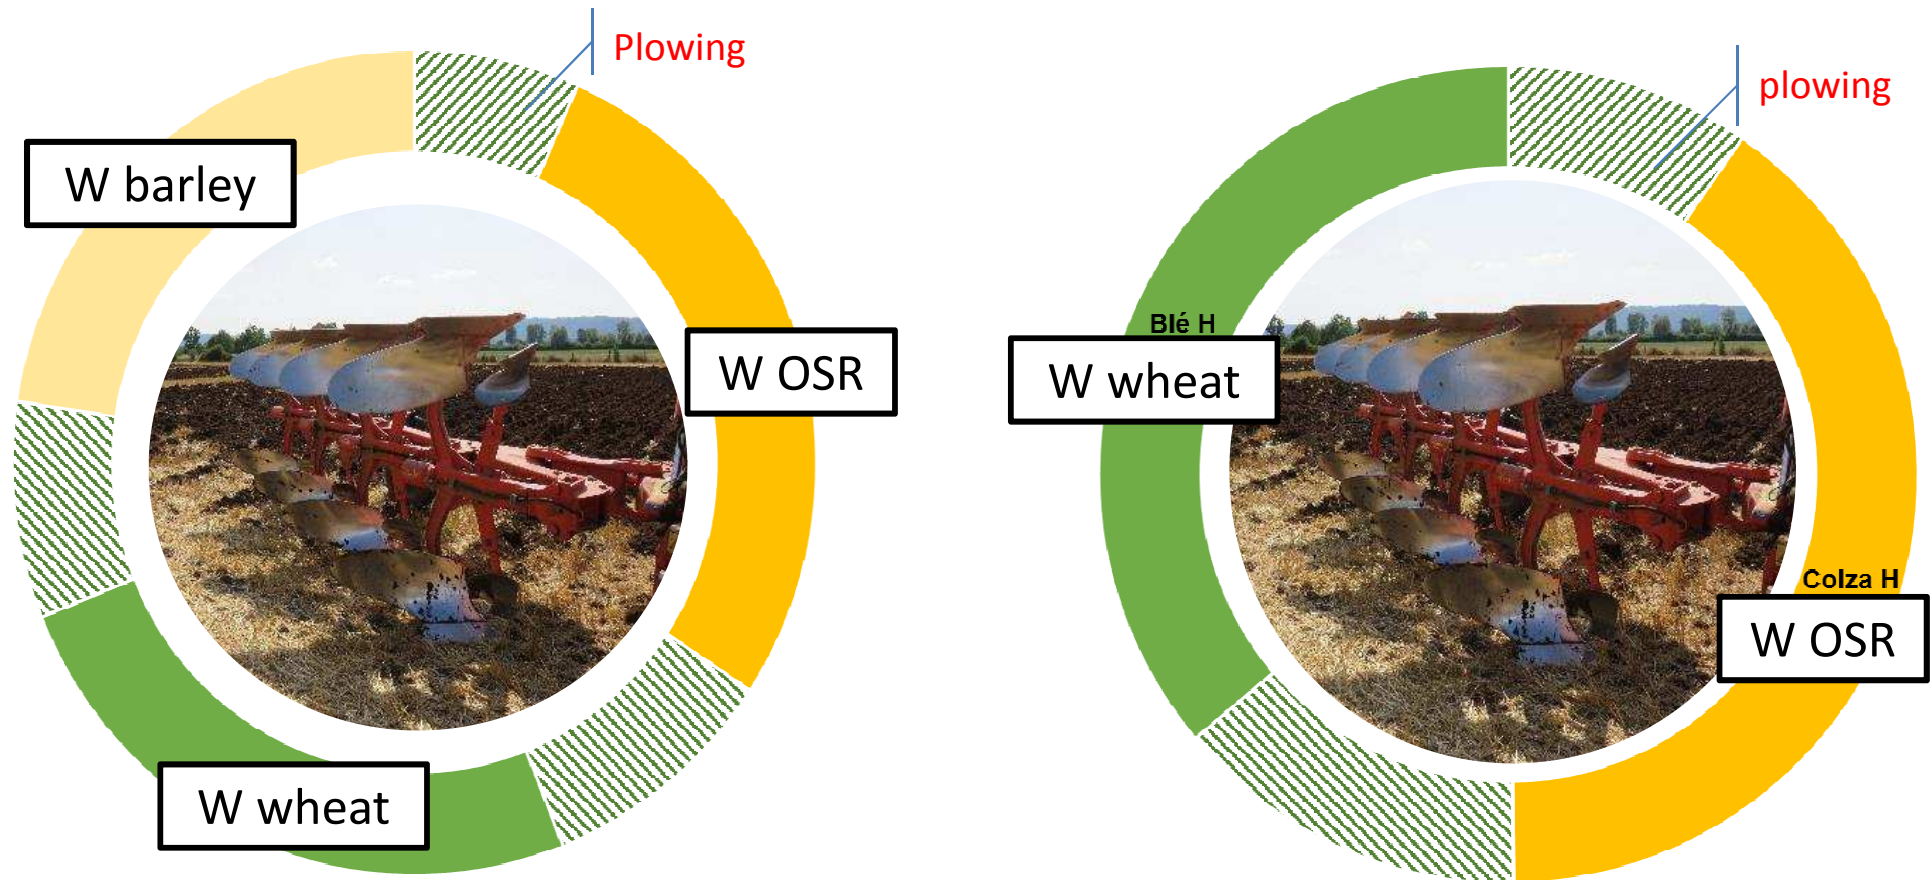 Plowing
W barley
W OSR
W wheat
plowing
Blé H
W wheat
Colza H
W OSR